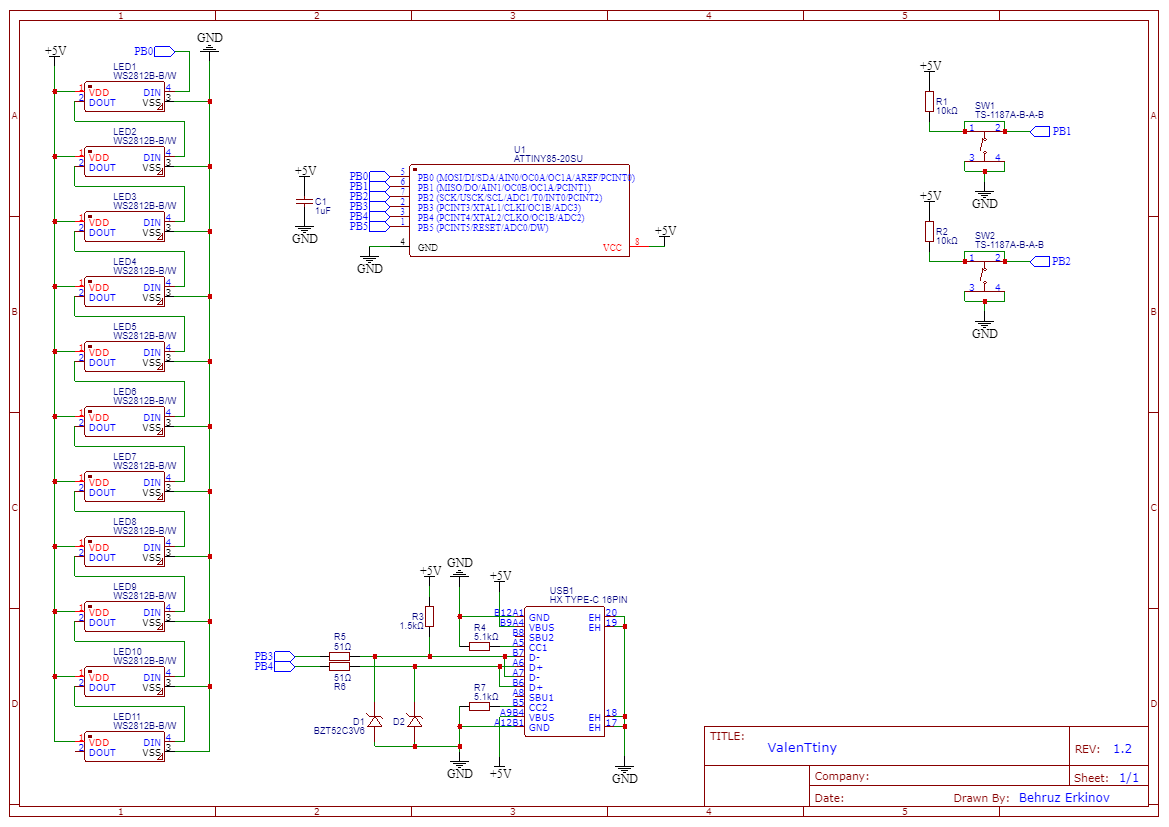 1 2 3 4 5
A
B
C
D
+5V
PB0
GND
LED1
WS2812B-B/W
1 VDD DIN 4
2 DOUT VSS 3
LED2
WS2812B-B/W
1 VDD DIN 4
2 DOUT VSS 3
LED3
WS2812B-B/W
1 VDD DIN 4
2 DOUT VSS 3
LED4
WS2812B-B/W
1 VDD DIN 4
2 DOUT VSS 3
LED5
WS2812B-B/W
1 VDD DIN 4
2 DOUT VSS 3
LED6
WS2812B-B/W
1 VDD DIN 4
2 DOUT VSS 3
LED7
WS2812B-B/W
1 VDD DIN 4
2 DOUT VSS 3
LED8
WS2812B-B/W
1 VDD DIN 4
2 DOUT VSS 3
LED9
WS2812B-B/W
1 VDD DIN 4
2 DOUT VSS 3
LED10
WS2812B-B/W
1 VDD DIN 4
2 DOUT VSS 3
LED11
WS2812B-B/W
1 VDD DIN 4
2 DOUT VSS 3
+5V
C1
1uF
GND
U1
ATTINY85-20SU
PB0 5 PB0 (MOSI/DI/SDA/AIN0/OC0A/OC1A/AREF/PCINT0)
PB1 6 PB1 (MISO/DO/AIN1/OC0B/OC1A/PCINT1)
PB2 7 PB2 (SCK/USCK/SCL/ADC1/T0/INT0/PCINT2)
PB3 2 PB3 (PCINT3/XTAL1/CLKI/OC1B/ADC3)
PB4 3 PB4 (PCINT4/XTAL2/CLKO/OC1B/ADC2)
PB5 1 PB5 (PCINT5/RESET/ADC0/DW)
4 GND VCC 8
+5V
GND
+5V
R1
10kΩ
SW1
TS-1187A-B-A-B
1 2
PB1
3 4
GND
+5V
R2
10kΩ
SW2
TS-1187A-B-A-B
1 2
PB2
3 4
GND
+5V
GND
+5V
R3
1.5kΩ
R4
5.1kΩ
PB3
PB4
R5
51Ω
51Ω
R6
R7
5.1kΩ
D1
BZT52C3V6
D2
GND
+5V
USB1
HX TYPE-C 16PIN
B12A1 GND EH 20
B9A4 VBUS EH 19
B8 SBU2
A5 CC1
B7 D-
A6 D+
A7 D-
B6 D+
A8 SBU1
B5 CC2
A9B4 VBUS EH 18
A12B1 GND EH 17
GND
TITLE:
ValenTtiny
REV: 1.2
Company:
Sheet: 1/1
Date:
Drawn By: Behruz Erkinov
A
B
C
D
1 2 3 4 5